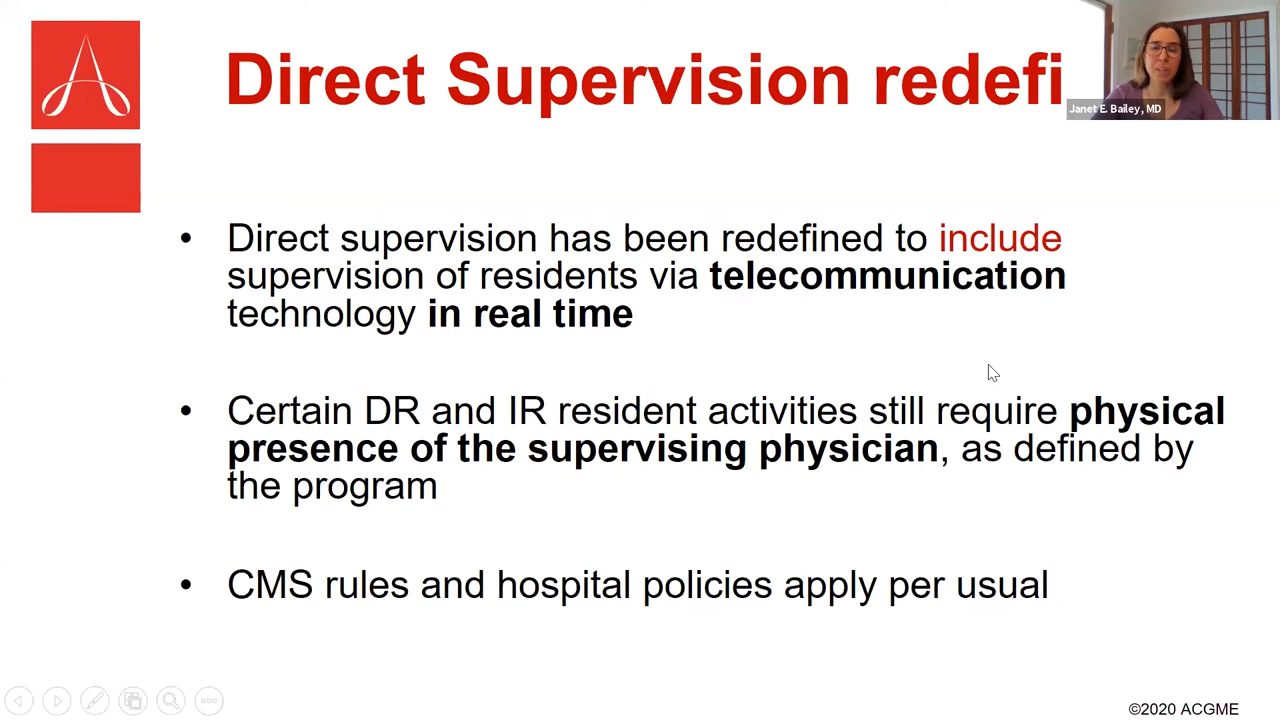 Direct Supervision redefi
Janet E. Bailey, MD
• Direct supervision has been redefined to include
supervision of residents via telecommunication
technology in real time
• Certain DR and IR resident activities still require physical
presence of the supervising physician, as defined by
the program
• CMS rules and hospital policies apply per usual
©2020 ACGME